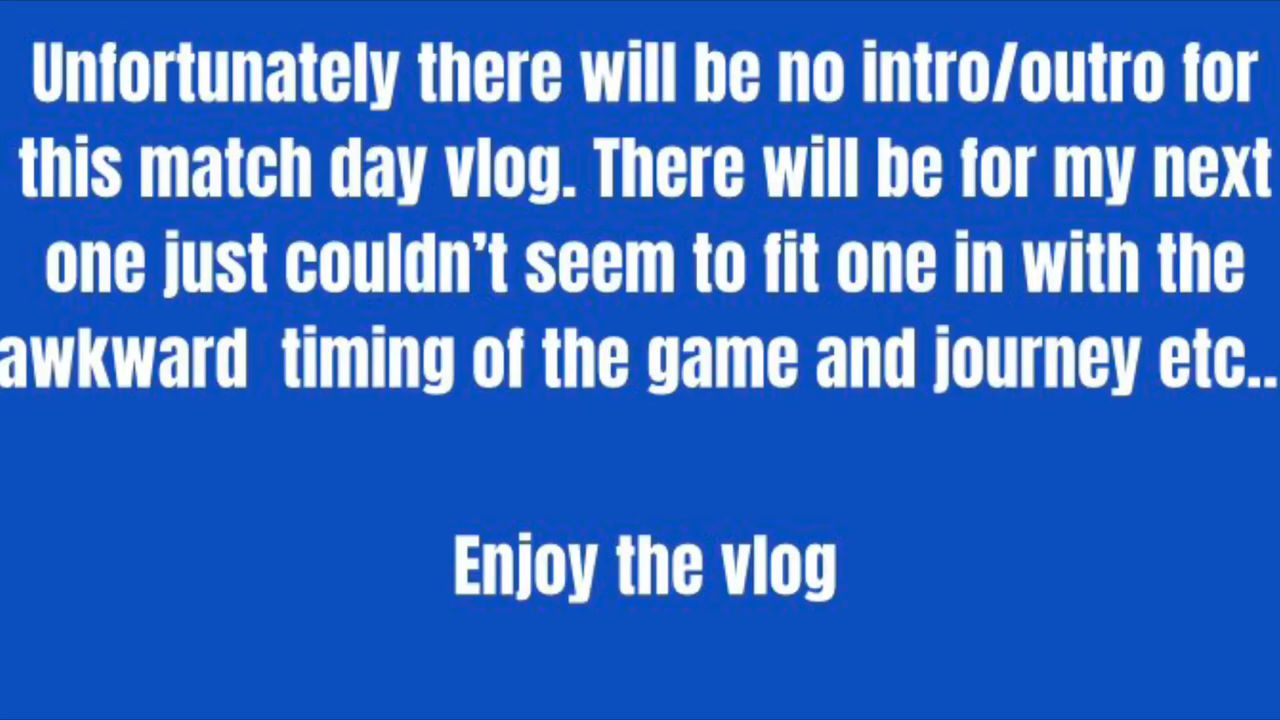 Unfortunately there will be no intro/outro for
this match day vlog. There will be for my next
one just couldn’t seem to fit one in with the
awkward  timing of the game and journey etc..
Enjoy the vlog